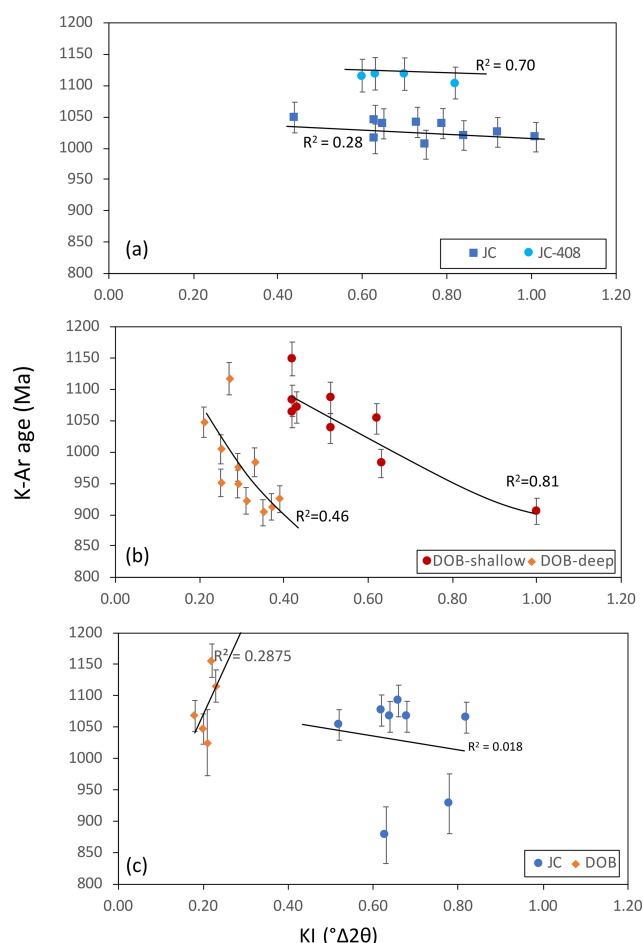 1200
1150
1100
1050
1000
950
900
850
800
R² = 0.70
R² = 0.28
(a)
JC JC-408
0.00 0.20 0.40 0.60 0.80 1.00 1.20
K-Ar age (Ma)
1200
1100
1000
900
800
700
600
500
400
R²=0.81
R²=0.46
(b)
DOB-shallow DOB-deep
0.00 0.20 0.40 0.60 0.80 1.00 1.20
1200
1150
1100
1050
1000
950
900
850
800
R² = 0.2875
R² = 0.018
(c)
JC DOB
0.00 0.20 0.40 0.60 0.80 1.00 1.20
KI (°Δ2θ)